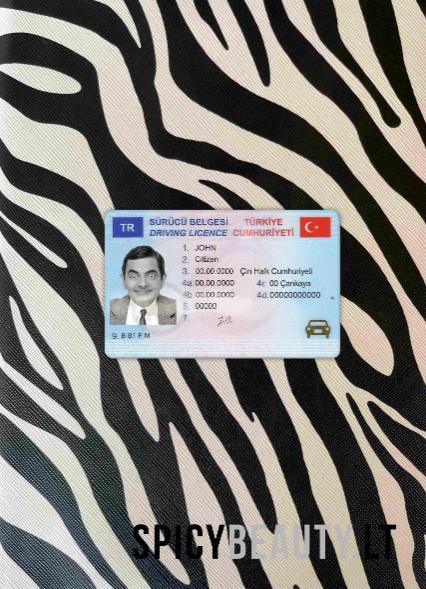 TR
SÜRÜCÜ BELGESİ TÜRKİYE
DRIVING LICENCE CUMHURİYETİ
1. JOHN
2. Citizen
3. 00.00.0000 Çin Halk Cumhuriyeti
4a. 00.00.0000 4c. 00 Çankaya
4b. 00.00.0000 4d. 00000000000
5. 00000
7.
9. B B1 F M
SPICYBEAUTY.LT